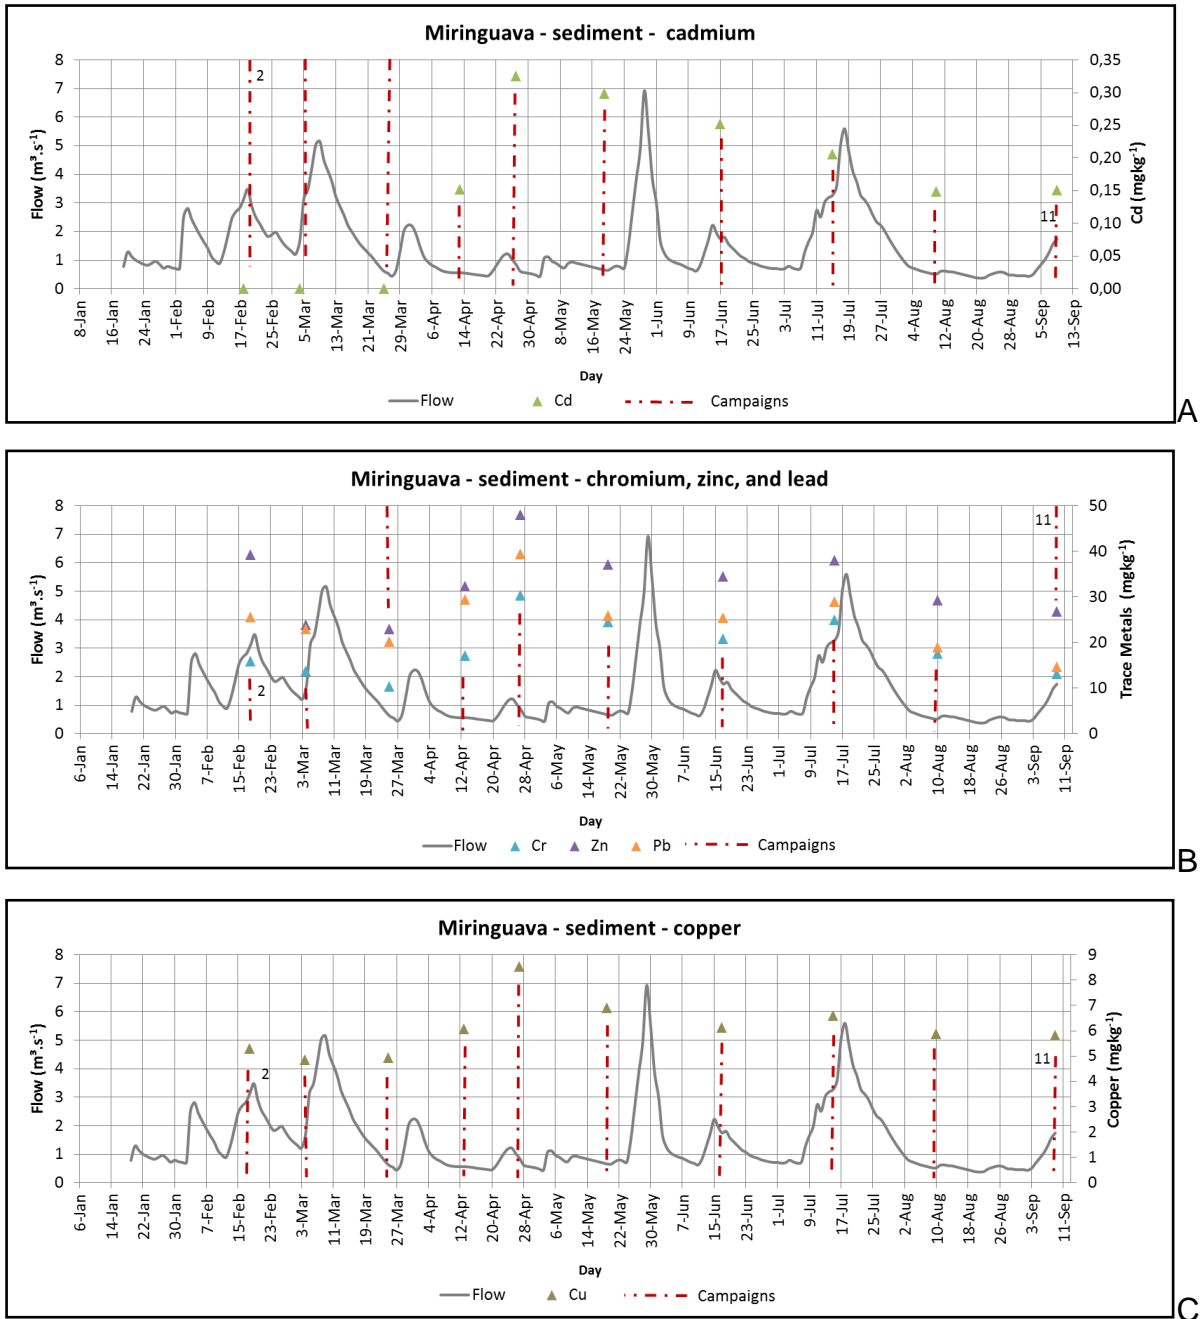 Miringuava - sediment -  cadmium
8 7 6 5 4 3 2 1 0
Flow (m³.s⁻¹)
0,35 0,30 0,25 0,20 0,15 0,10 0,05 0,00
Cd (mgkg⁻¹)
2
11
8-Jan 16-Jan 24-Jan 1-Feb 9-Feb 17-Feb 25-Feb 5-Mar 13-Mar 21-Mar 29-Mar 6-Apr 14-Apr 22-Apr 30-Apr 8-May 16-May 24-May 1-Jun 9-Jun 17-Jun 25-Jun 3-Jul 11-Jul 19-Jul 27-Jul 4-Aug 12-Aug 20-Aug 28-Aug 5-Sep 13-Sep
Day
Flow Cd Campaigns
A
Miringuava - sediment - chromium, zinc, and lead
8 7 6 5 4 3 2 1 0
Flow (m³.s⁻¹)
50 40 30 20 10 0
Trace Metals (mgkg⁻¹)
11
2
6-Jan 14-Jan 22-Jan 30-Jan 7-Feb 15-Feb 23-Feb 3-Mar 11-Mar 19-Mar 27-Mar 4-Apr 12-Apr 20-Apr 28-Apr 6-May 14-May 22-May 30-May 7-Jun 15-Jun 23-Jun 1-Jul 9-Jul 17-Jul 25-Jul 2-Aug 10-Aug 18-Aug 26-Aug 3-Sep 11-Sep
Day
Flow Cr Zn Pb Campaigns
B
Miringuava - sediment - copper
8 7 6 5 4 3 2 1 0
Flow (m³.s⁻¹)
9 8 7 6 5 4 3 2 1 0
Copper (mgkg⁻¹)
2
11
6-Jan 14-Jan 22-Jan 30-Jan 7-Feb 15-Feb 23-Feb 3-Mar 11-Mar 19-Mar 27-Mar 4-Apr 12-Apr 20-Apr 28-Apr 6-May 14-May 22-May 30-May 7-Jun 15-Jun 23-Jun 1-Jul 9-Jul 17-Jul 25-Jul 2-Aug 10-Aug 18-Aug 26-Aug 3-Sep 11-Sep
Day
Flow Cu Campaigns
C